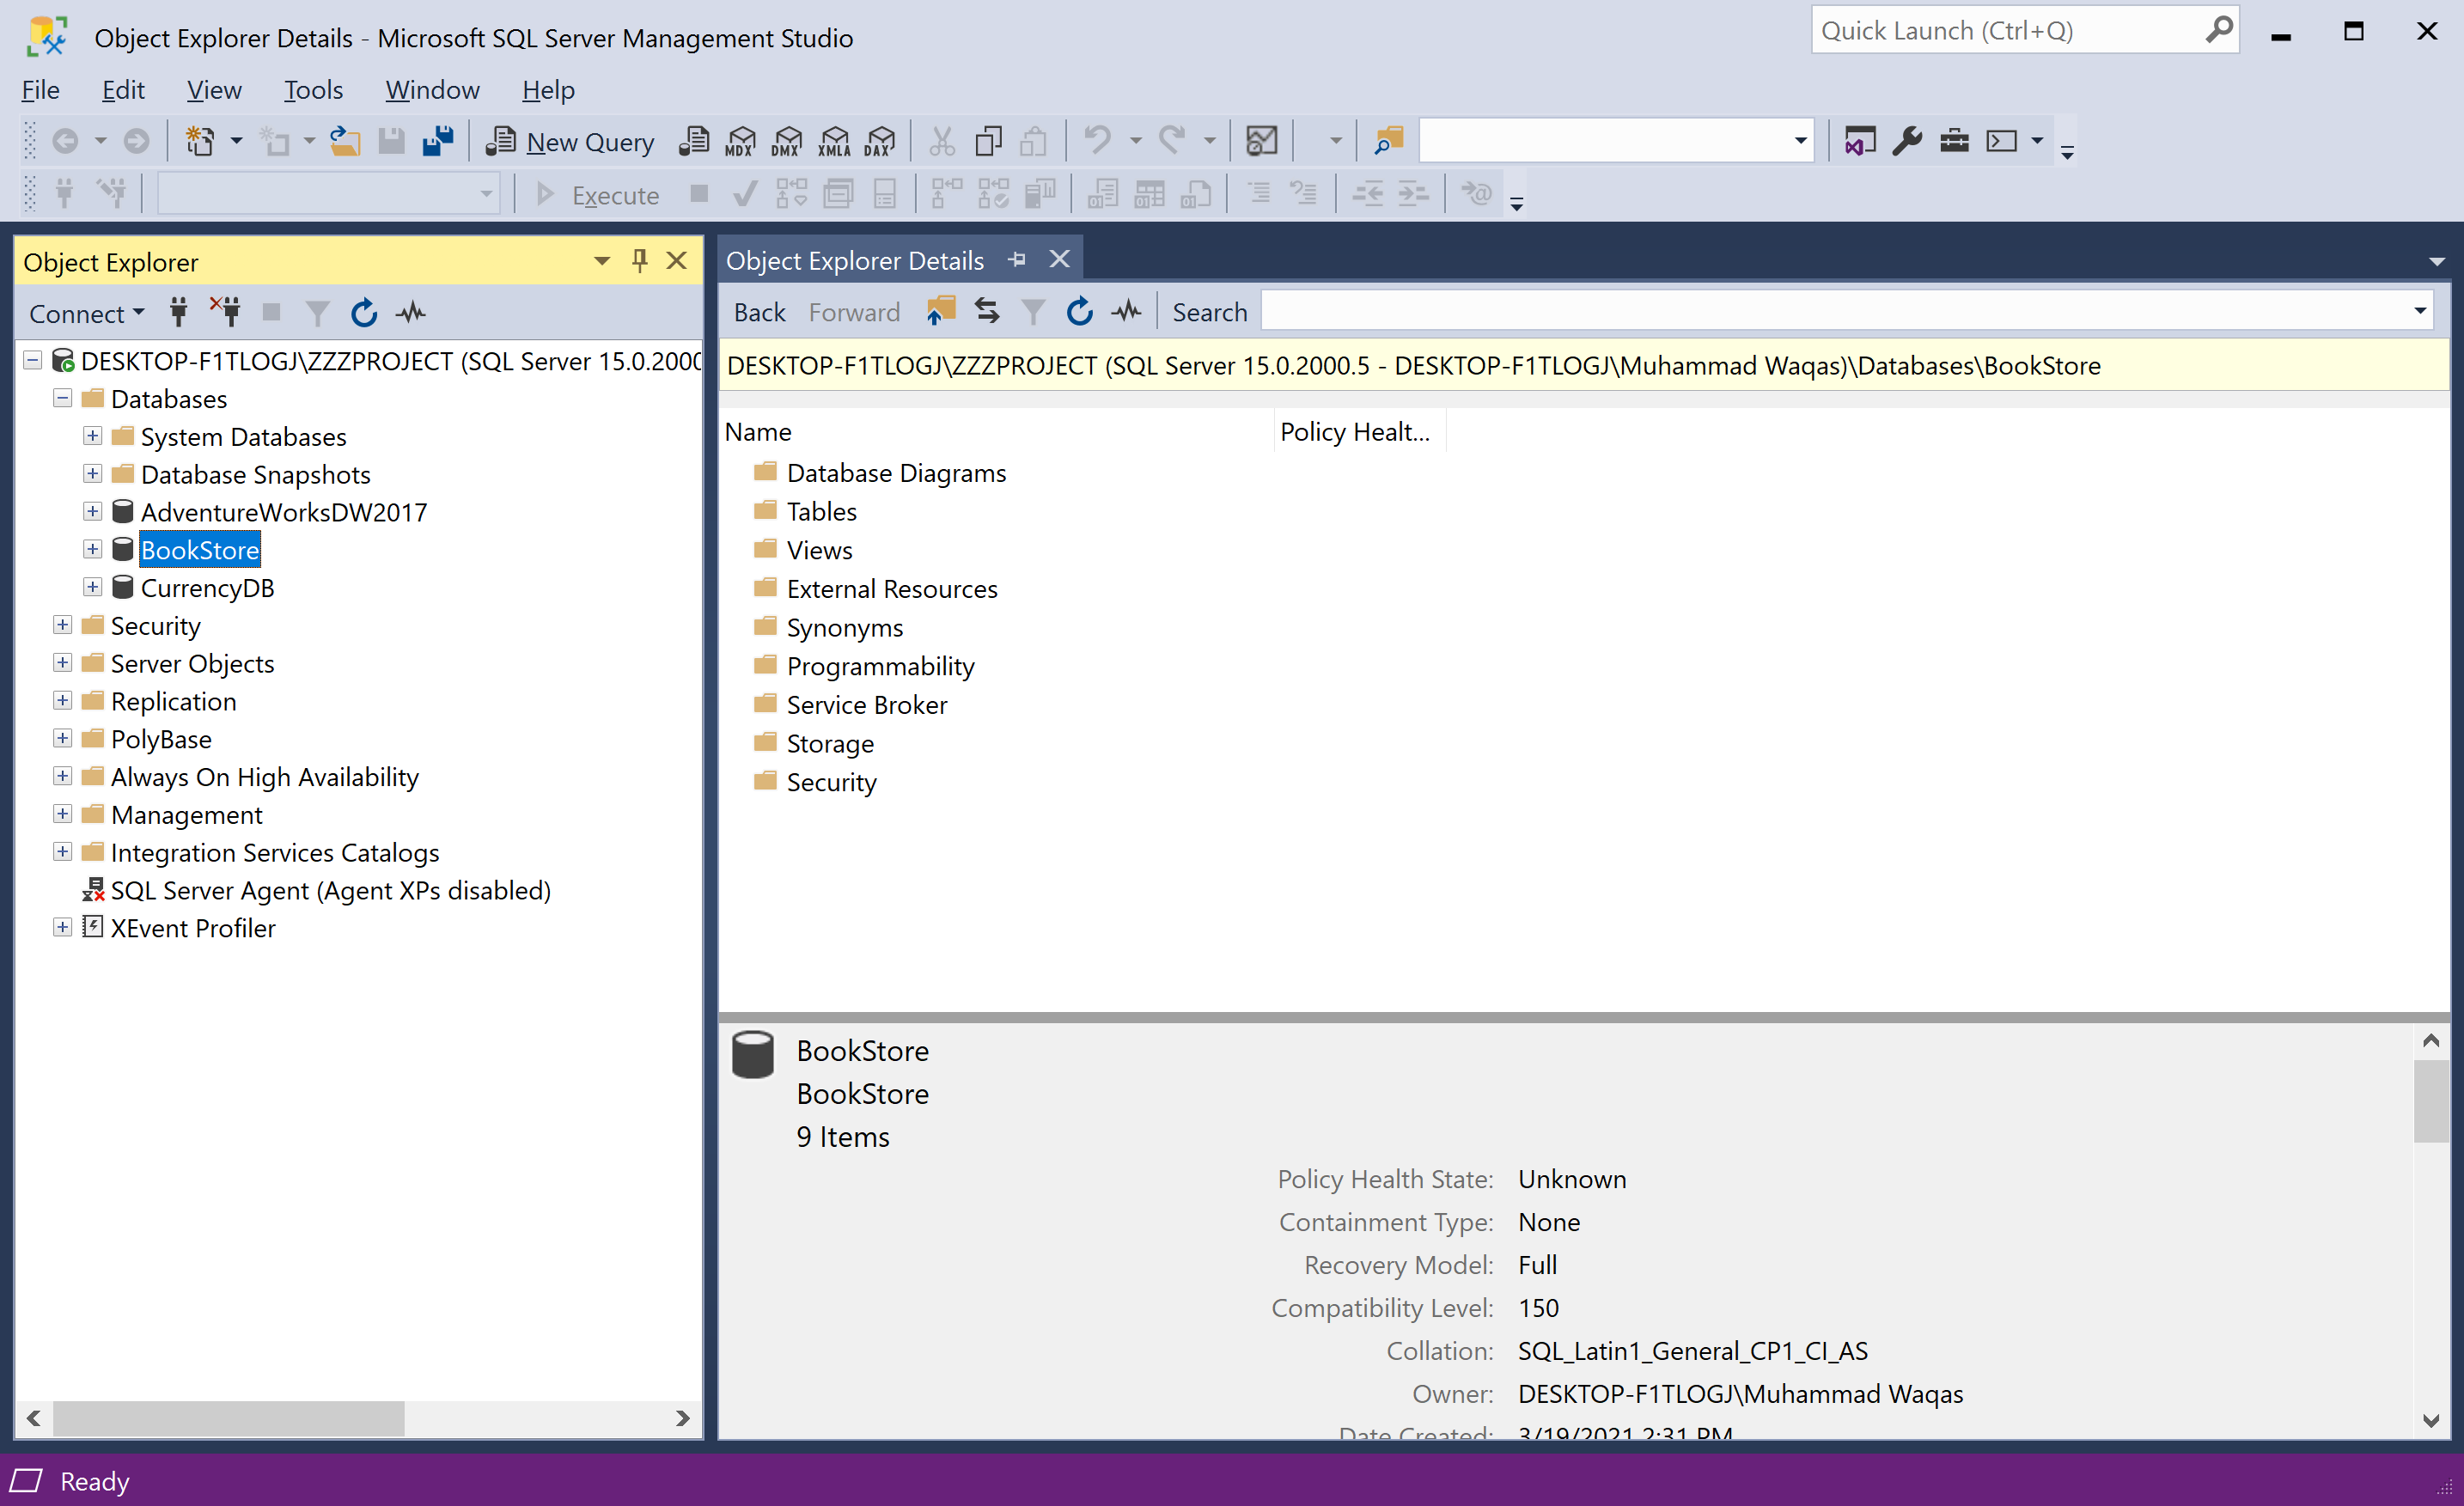 Object Explorer Details - Microsoft SQL Server Management Studio
Quick Launch (Ctrl+Q)
File Edit View Tools Window Help
New Query MDX DMX XMLA DAX
Execute
Object Explorer
Connect
DESKTOP-F1TLOGJ\ZZZPROJECT (SQL Server 15.0.2000
Databases
System Databases
Database Snapshots
AdventureWorksDW2017
BookStore
CurrencyDB
Security
Server Objects
Replication
PolyBase
Always On High Availability
Management
Integration Services Catalogs
SQL Server Agent (Agent XPs disabled)
XEvent Profiler
Object Explorer Details
Back Forward Search
DESKTOP-F1TLOGJ\ZZZPROJECT (SQL Server 15.0.2000.5 - DESKTOP-F1TLOGJ\Muhammad Waqas)\Databases\BookStore
Name Policy Healt...
Database Diagrams
Tables
Views
External Resources
Synonyms
Programmability
Service Broker
Storage
Security
BookStore
BookStore
9 Items
Policy Health State: Unknown
Containment Type: None
Recovery Model: Full
Compatibility Level: 150
Collation: SQL_Latin1_General_CP1_CI_AS
Owner: DESKTOP-F1TLOGJ\Muhammad Waqas
Date Created: 3/19/2021 2:31 PM
Ready